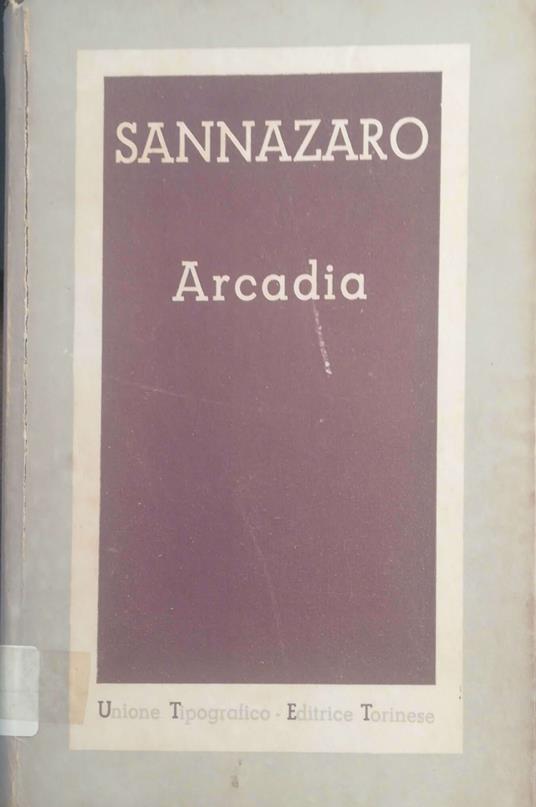 SANNAZARO
Arcadia
Unione Tipografico - Editrice Torinese